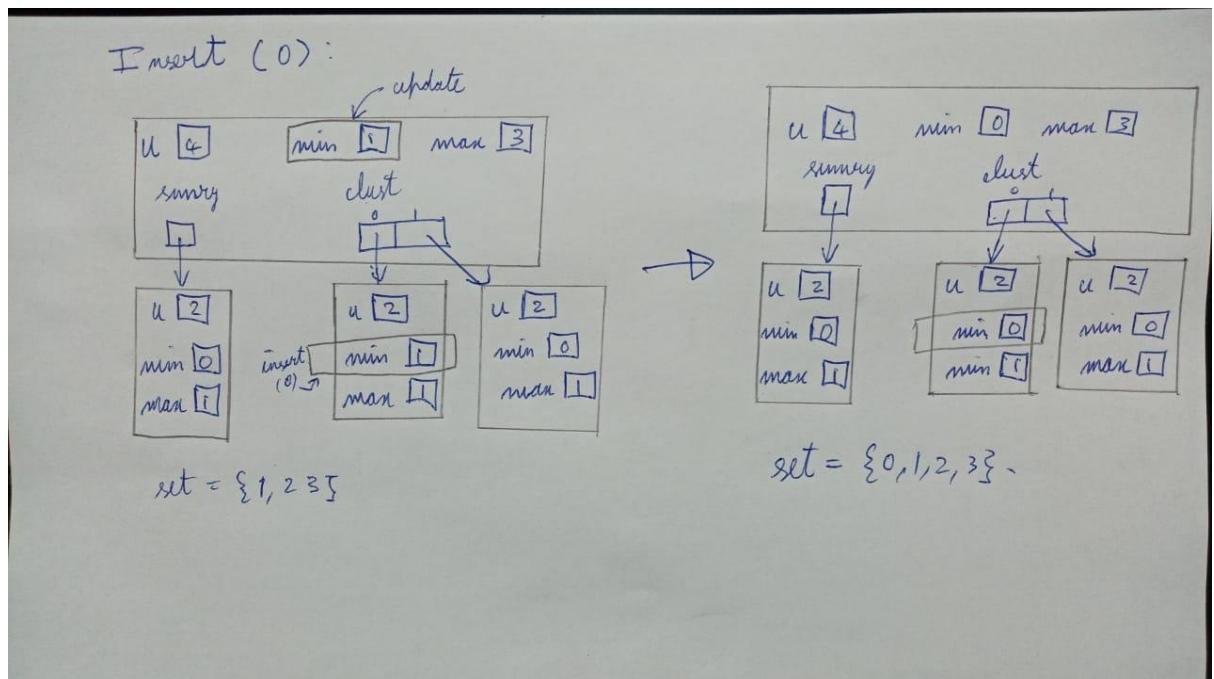 Insert (0):
update
u 4 min 1 max 3
sumry clust
0 1
u 2
min 0
max 1
insert
(0)
u 2
min 1
max 1
u 2
min 0
max 1
set = {1, 2 3}
u 4 min 0 max 3
sumry clust
0 1
u 2
min 0
max 1
u 2
min 0
min 1
u 2
min 0
max 1
set = {0, 1, 2, 3}.